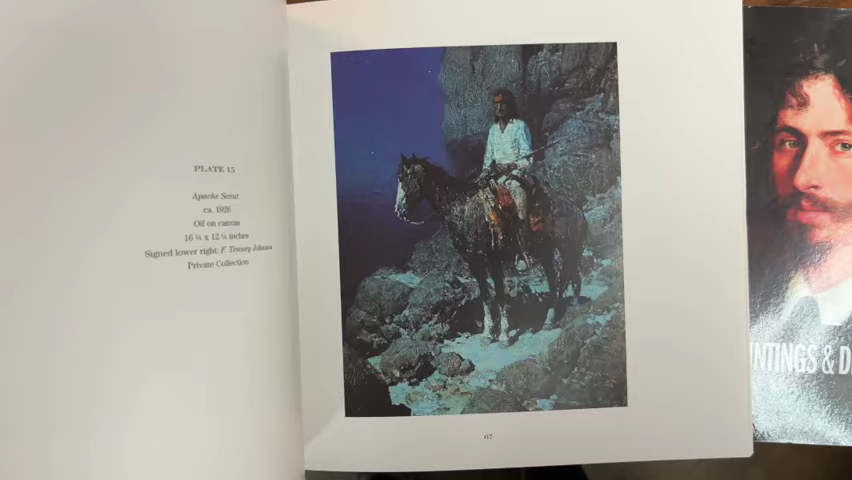 PLATE 15
Apache Scout
ca. 1926
Oil on canvas
16 ¼ x 12 ¼ inches
Signed lower right: F. Tenney Johnson
Private Collection
67
INTINGS & D